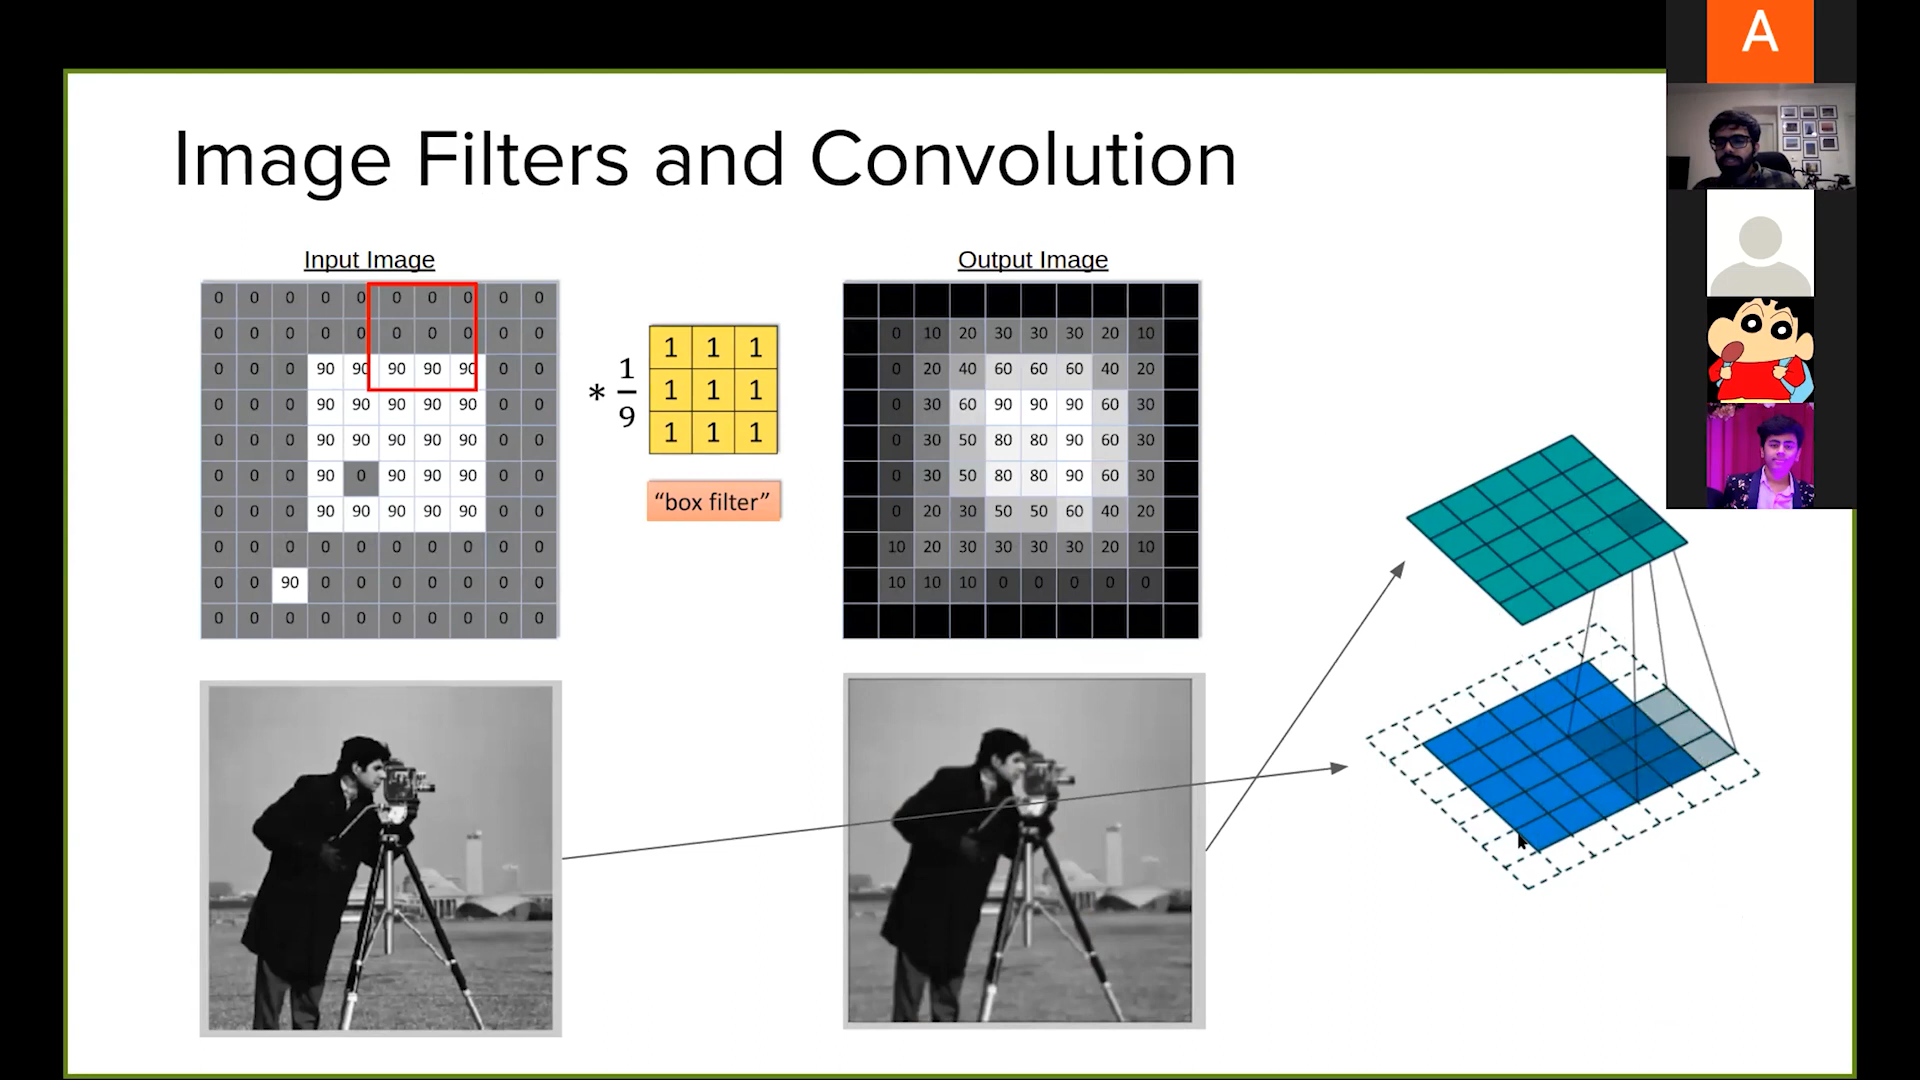 A
Image Filters and Convolution
Input Image
0 0 0 0 0 0 0 0 0 0
0 0 0 0 0 0 0 0 0 0
0 0 0 90 90 90 90 90 0 0
0 0 0 90 90 90 90 90 0 0
0 0 0 90 90 90 90 90 0 0
0 0 0 90 0 90 90 90 0 0
0 0 0 90 90 90 90 90 0 0
0 0 0 0 0 0 0 0 0 0
0 0 90 0 0 0 0 0 0 0
0 0 0 0 0 0 0 0 0 0
* 1/9
1 1 1
1 1 1
1 1 1
“box filter”
Output Image
0 10 20 30 30 30 20 10
0 20 40 60 60 60 40 20
0 30 60 90 90 90 60 30
0 30 50 80 80 90 60 30
0 30 50 80 80 90 60 30
0 20 30 50 50 60 40 20
10 20 30 30 30 30 20 10
10 10 10 0 0 0 0 0